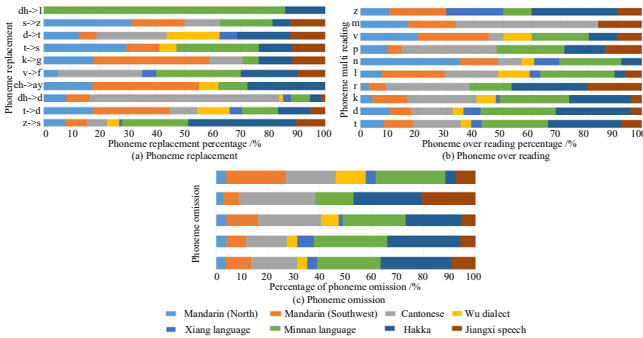 Phoneme replacement
dh->1
s->z
d->t
t->s
k->g
v->f
eh->ay
dh->d
t->d
z->s
0 10 20 30 40 50 60 70 80 90 100
Phoneme replacement percentage /%
(a) Phoneme replacement
Phoneme multi reading
z
m
v
p
n
l
r
k
d
t
0 10 20 30 40 50 60 70 80 90 100
Phoneme over reading percentage /%
(b) Phoneme over reading
Phoneme omission
0 10 20 30 40 50 60 70 80 90 100
Percentage of phoneme omission /%
(c) Phoneme omission
Mandarin (North) Mandarin (Southwest) Cantonese Wu dialect
Xiang language Minnan language Hakka Jiangxi speech